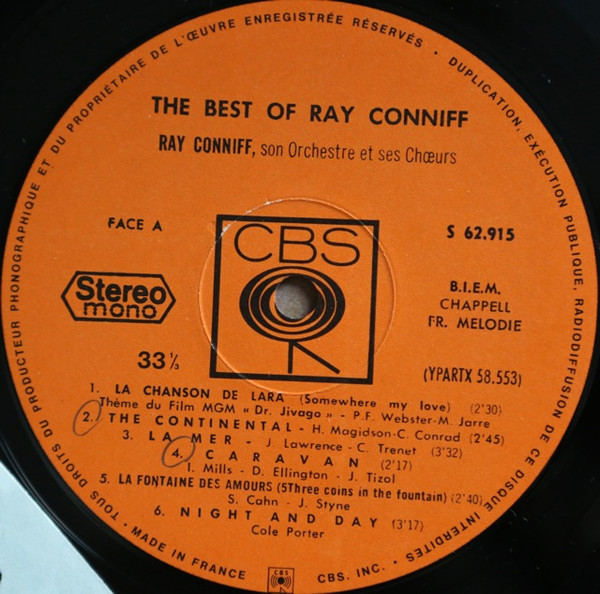 TOUS DROITS DU PRODUCTEUR PHONOGRAPHIQUE ET DU PROPRIÉTAIRE DE L'ŒUVRE ENREGISTRÉE RÉSERVÉS • DUPLICATION, EXÉCUTION PUBLIQUE, RADIODIFFUSION DE CE DISQUE INTERDITES •
THE BEST OF RAY CONNIFF
RAY CONNIFF, son Orchestre et ses Chœurs
FACE A
CBS
S 62.915
Stereo
mono
B.I.E.M.
CHAPPELL
FR. MELODIE
33 1/3
(YPARTX 58.553)
1. LA CHANSON DE LARA (Somewhere my love) (2'30)
Thème du Film MGM « Dr. Jivago » - P.F. Webster-M. Jarre
2. THE CONTINENTAL - H. Magidson-C. Conrad (2'45)
3. LA MER - J. Lawrence - C. Trenet (3'32)
4. CARAVAN (2'17)
I. Mills - D. Ellington - J. Tizol
5. LA FONTAINE DES AMOURS (5Three coins in the fountain) (2'40)
S. Cahn - J. Styne
6. NIGHT AND DAY (3'17)
Cole Porter
• MADE IN FRANCE
CBS
CBS. INC. •